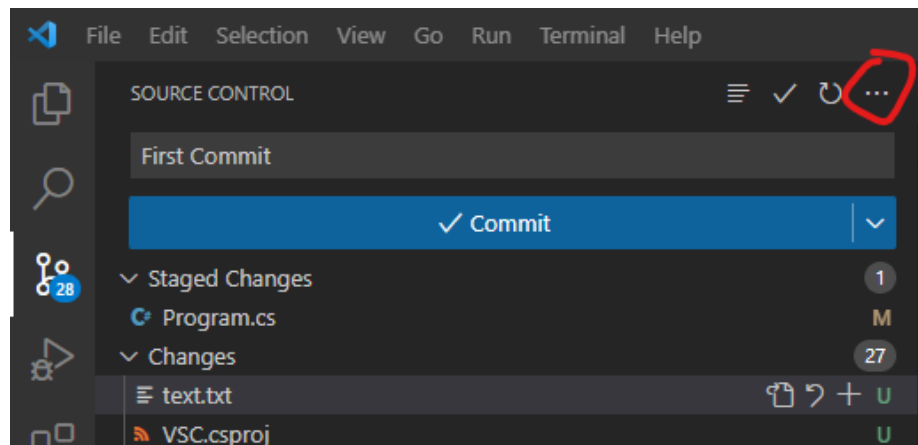 File Edit Selection View Go Run Terminal Help
SOURCE CONTROL
First Commit
Commit
28
Staged Changes 1
Program.cs M
Changes 27
text.txt U
VSC.csproj U